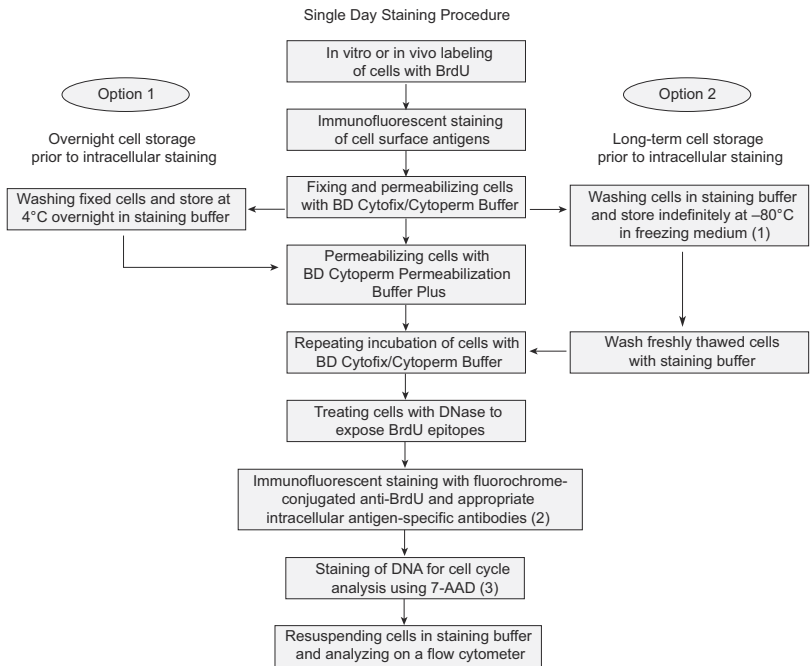 Single Day Staining Procedure
In vitro or in vivo labeling
of cells with BrdU
Option 1
Option 2
Immunofluorescent staining
of cell surface antigens
Overnight cell storage
prior to intracellular staining
Long-term cell storage
prior to intracellular staining
Washing fixed cells and store at
4°C overnight in staining buffer
Fixing and permeabilizing cells
with BD Cytofix/Cytoperm Buffer
Washing cells in staining buffer
and store indefinitely at –80°C
in freezing medium (1)
Permeabilizing cells with
BD Cytoperm Permeabilization
Buffer Plus
Repeating incubation of cells with
BD Cytofix/Cytoperm Buffer
Wash freshly thawed cells
with staining buffer
Treating cells with DNase to
expose BrdU epitopes
Immunofluorescent staining with fluorochrome-
conjugated anti-BrdU and appropriate
intracellular antigen-specific antibodies (2)
Staining of DNA for cell cycle
analysis using 7-AAD (3)
Resuspending cells in staining buffer
and analyzing on a flow cytometer